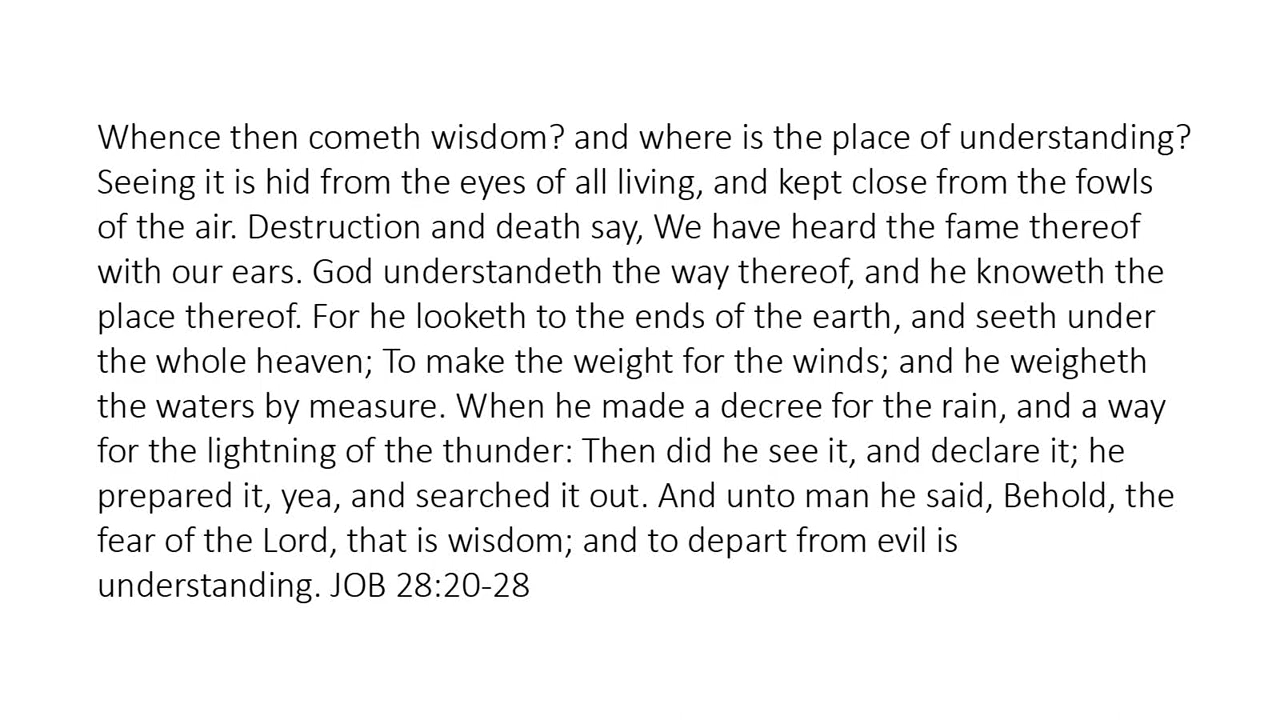 Whence then cometh wisdom? and where is the place of understanding?
Seeing it is hid from the eyes of all living, and kept close from the fowls
of the air. Destruction and death say, We have heard the fame thereof
with our ears. God understandeth the way thereof, and he knoweth the
place thereof. For he looketh to the ends of the earth, and seeth under
the whole heaven; To make the weight for the winds; and he weigheth
the waters by measure. When he made a decree for the rain, and a way
for the lightning of the thunder: Then did he see it, and declare it; he
prepared it, yea, and searched it out. And unto man he said, Behold, the
fear of the Lord, that is wisdom; and to depart from evil is
understanding. JOB 28:20-28